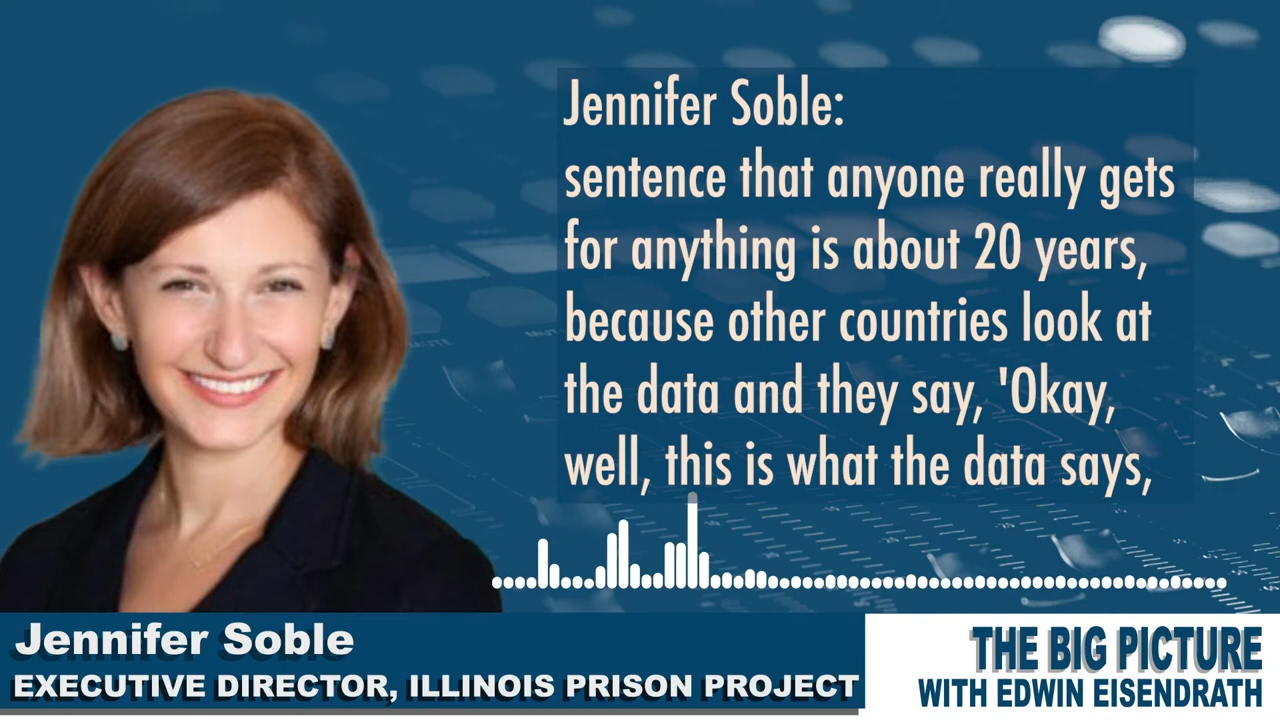 Jennifer Soble:
sentence that anyone really gets
for anything is about 20 years,
because other countries look at
the data and they say, 'Okay,
well, this is what the data says,
Jennifer Soble
EXECUTIVE DIRECTOR, ILLINOIS PRISON PROJECT
THE BIG PICTURE
WITH EDWIN EISENDRATH